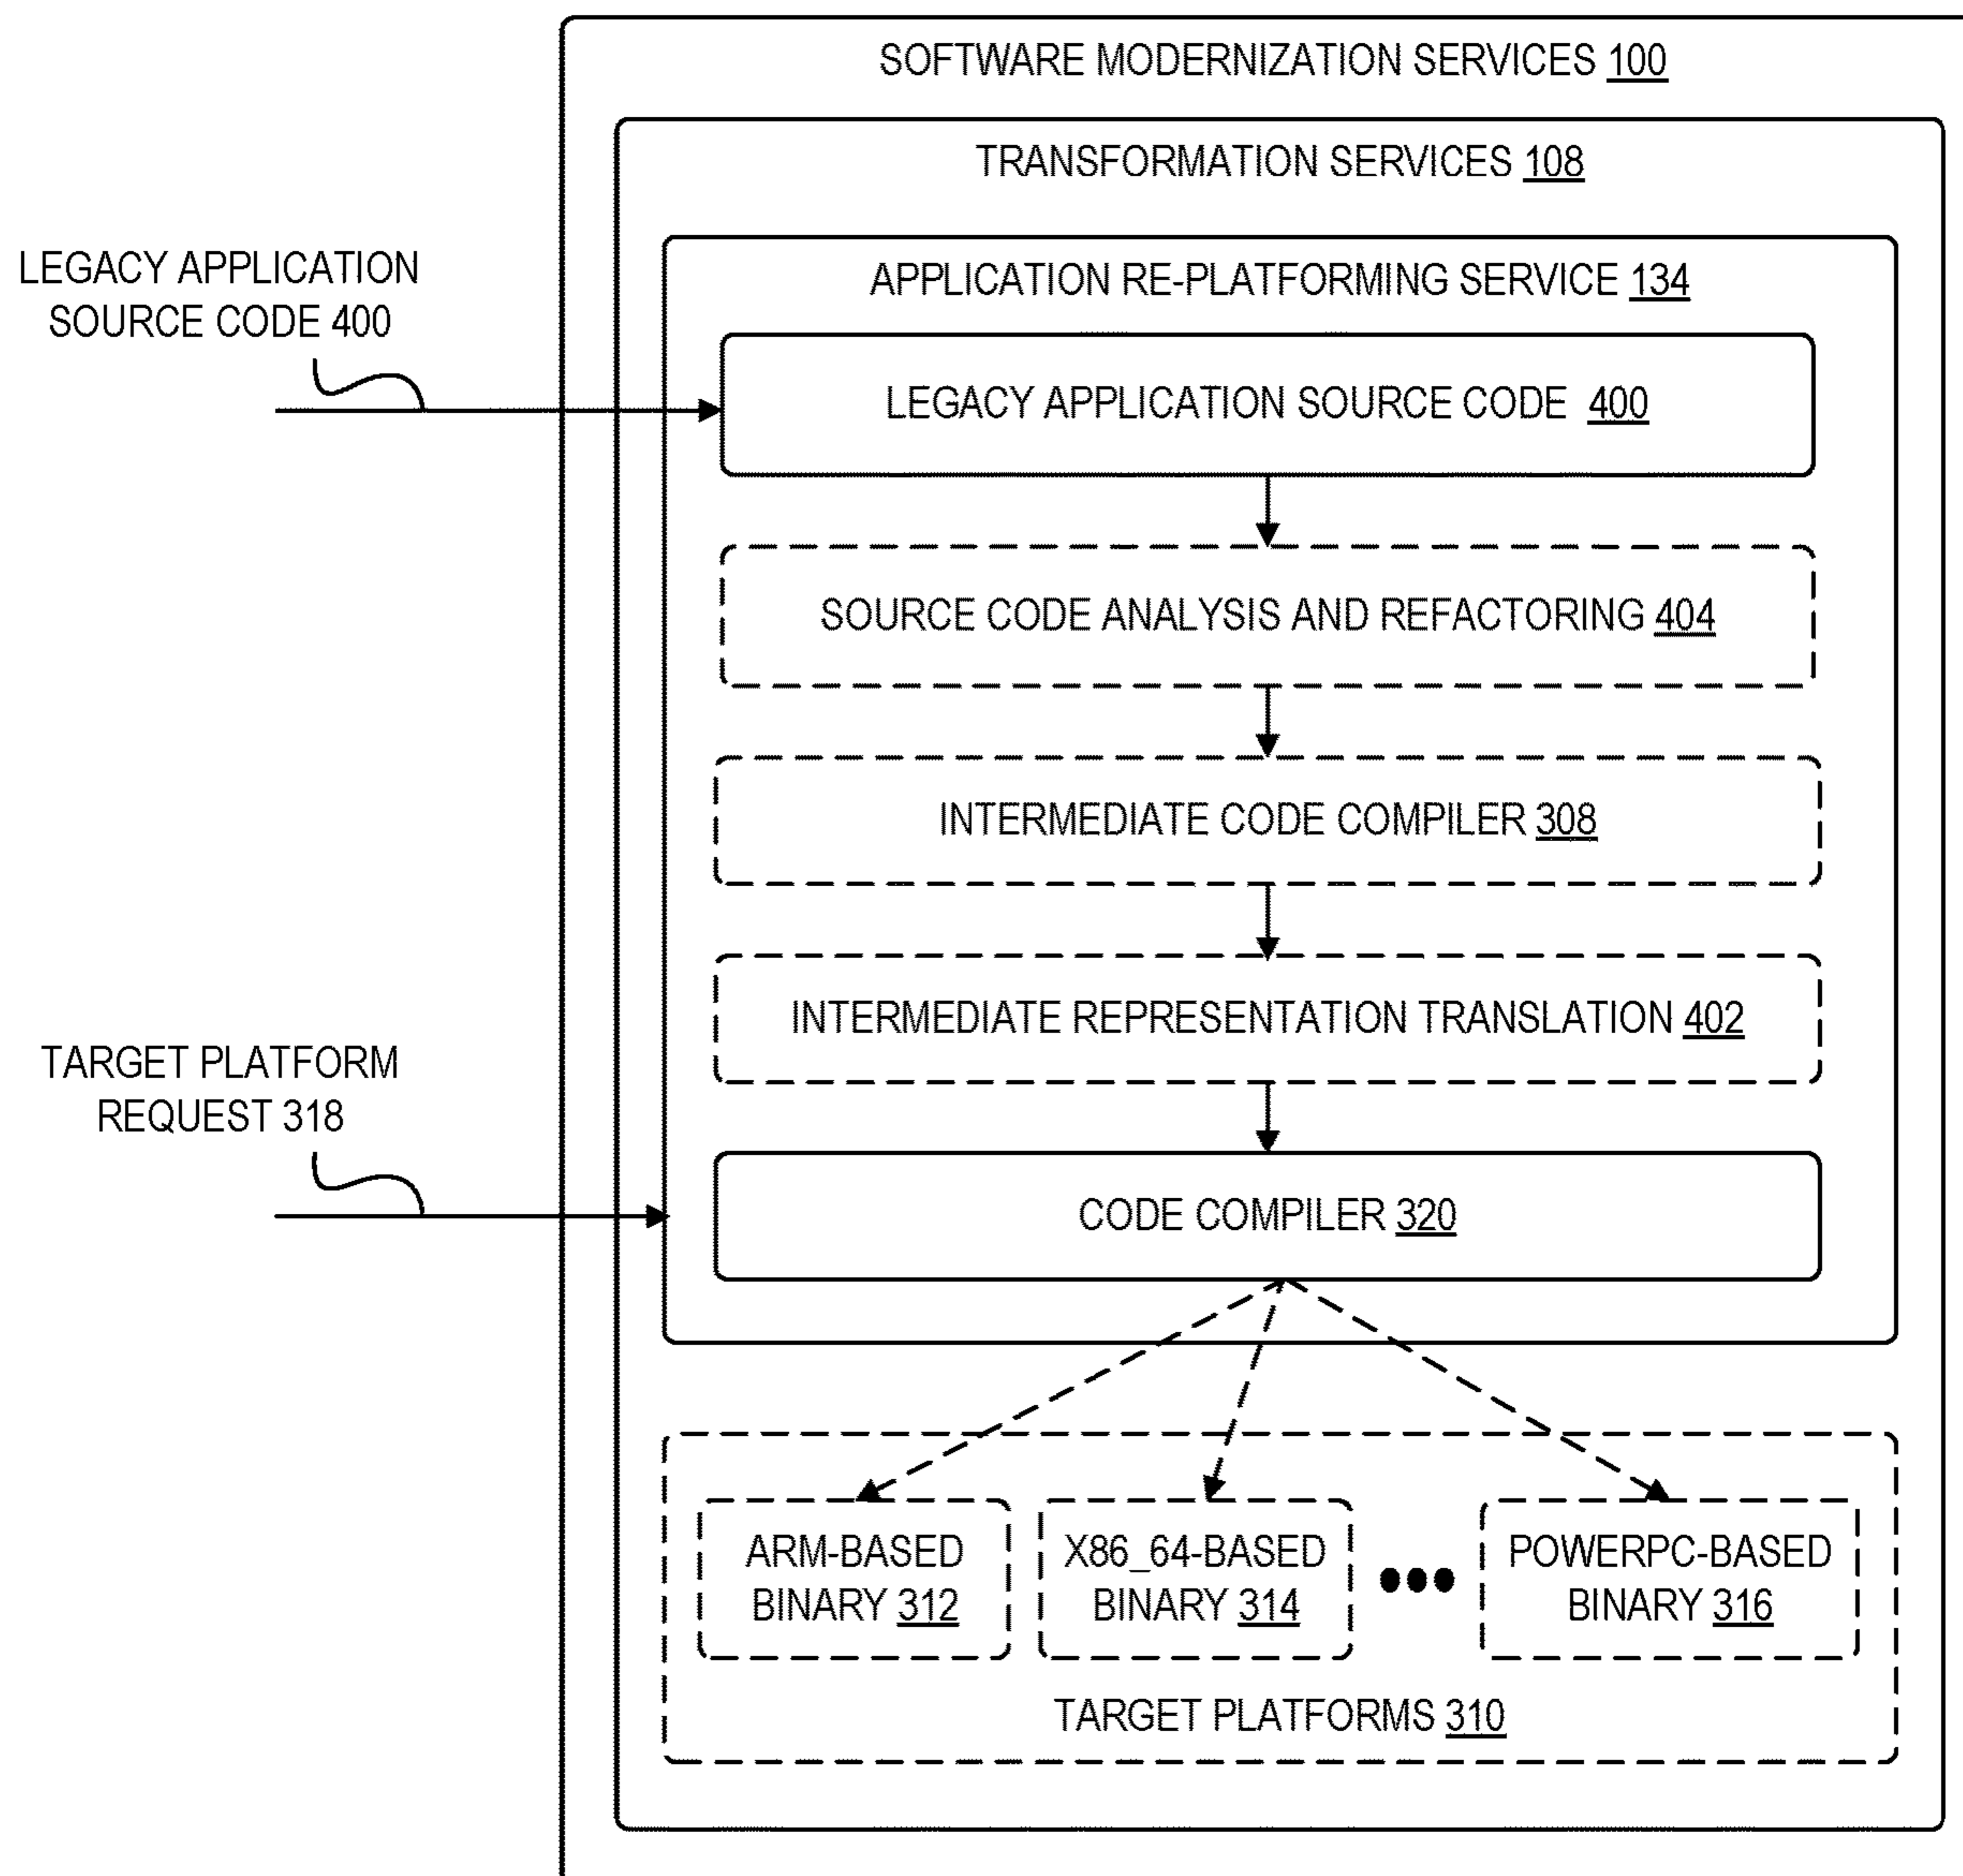 SOFTWARE MODERNIZATION SERVICES 100
TRANSFORMATION SERVICES 108
LEGACY APPLICATION
SOURCE CODE 400
APPLICATION RE-PLATFORMING SERVICE 134
LEGACY APPLICATION SOURCE CODE 400
SOURCE CODE ANALYSIS AND REFACTORING 404
INTERMEDIATE CODE COMPILER 308
INTERMEDIATE REPRESENTATION TRANSLATION 402
TARGET PLATFORM
REQUEST 318
CODE COMPILER 320
ARM-BASED
BINARY 312
X86_64-BASED
BINARY 314
POWERPC-BASED
BINARY 316
TARGET PLATFORMS 310